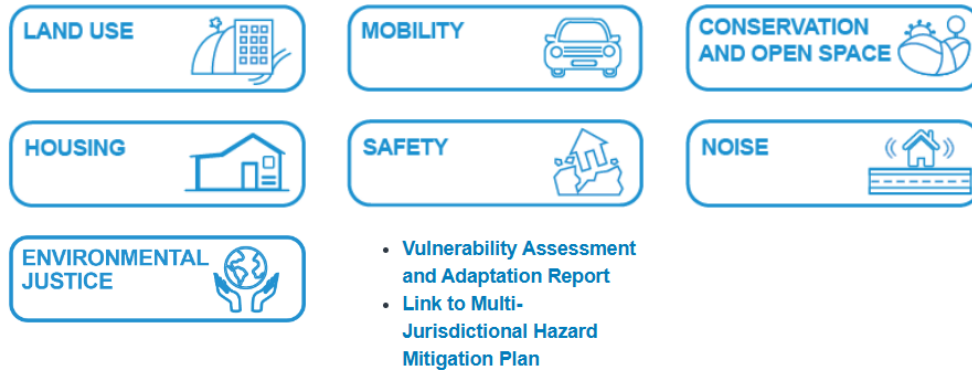 LAND USE
MOBILITY
CONSERVATION
AND OPEN SPACE
HOUSING
SAFETY
NOISE
ENVIRONMENTAL
JUSTICE
• Vulnerability Assessment
and Adaptation Report
• Link to Multi-
Jurisdictional Hazard
Mitigation Plan